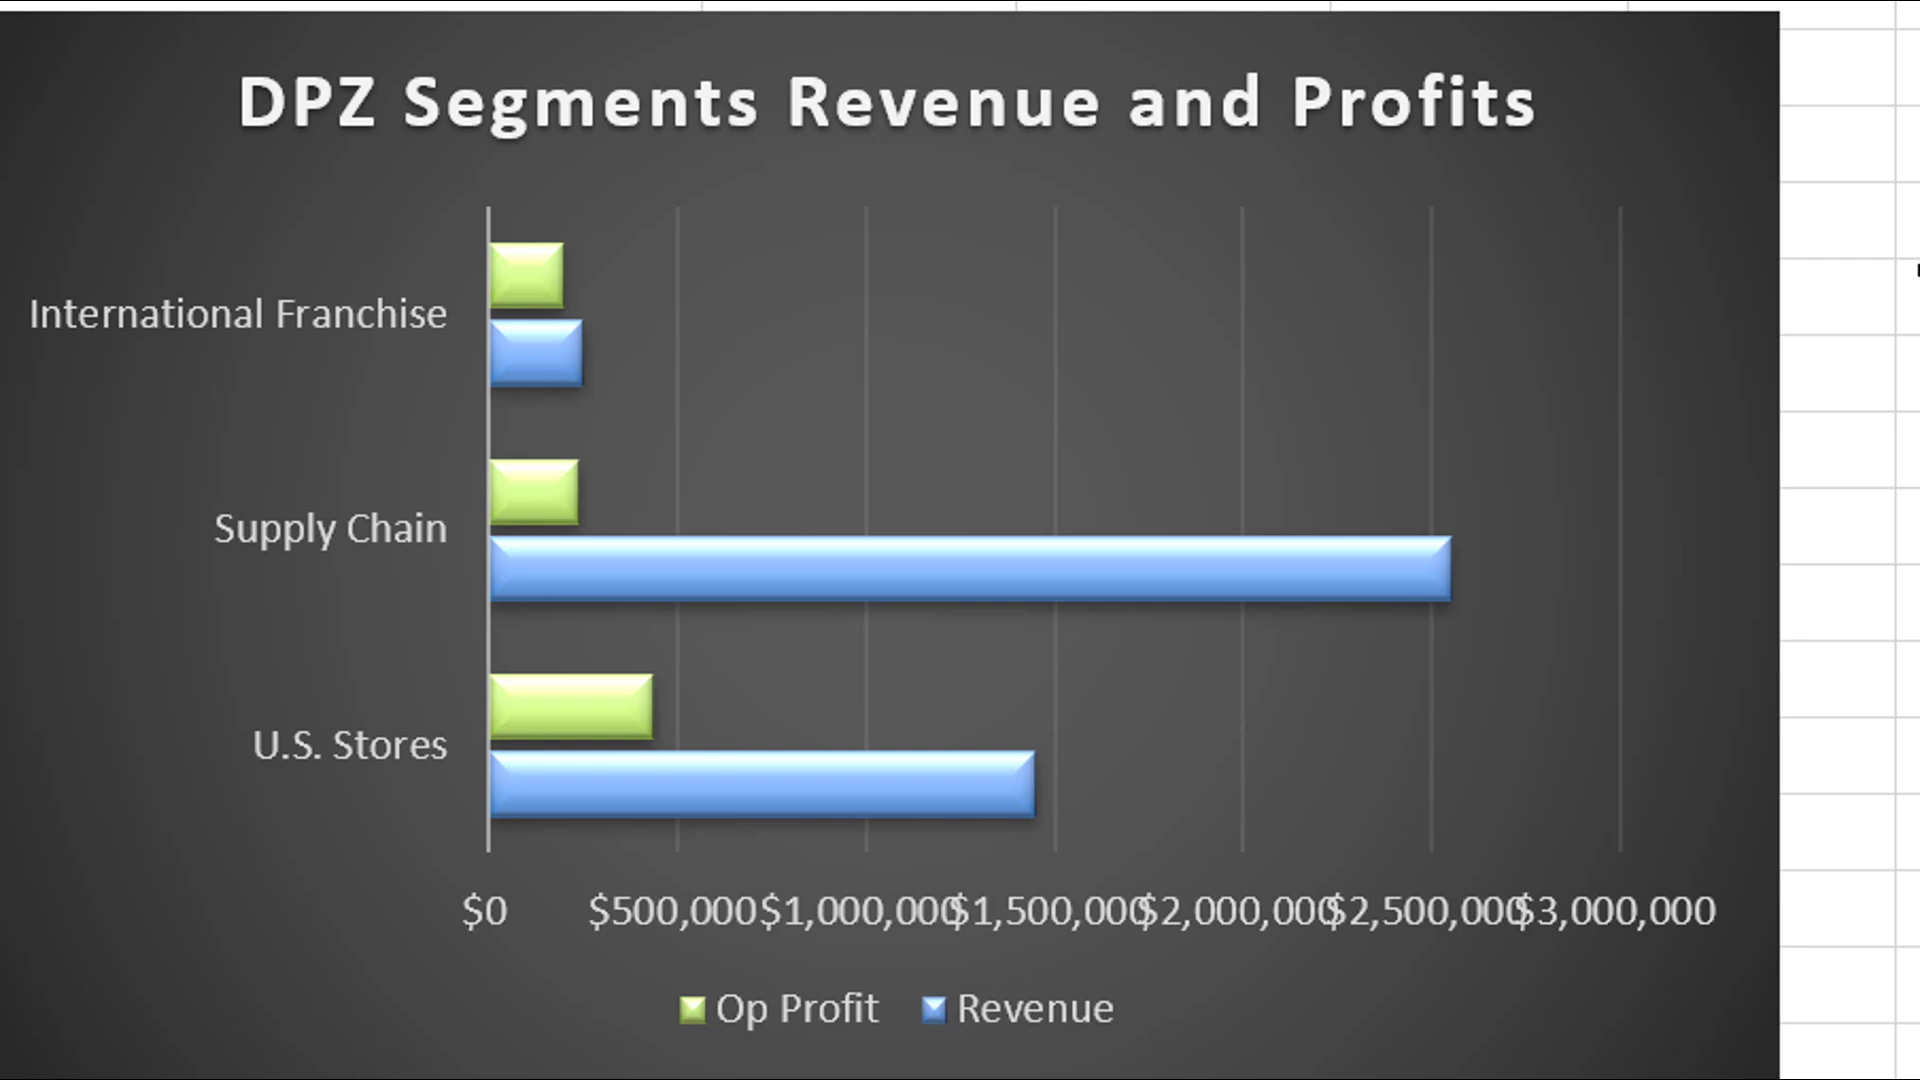 DPZ Segments Revenue and Profits
International Franchise
Supply Chain
U.S. Stores
$0 $500,000 $1,000,000 $1,500,000 $2,000,000 $2,500,000 $3,000,000
Op Profit Revenue